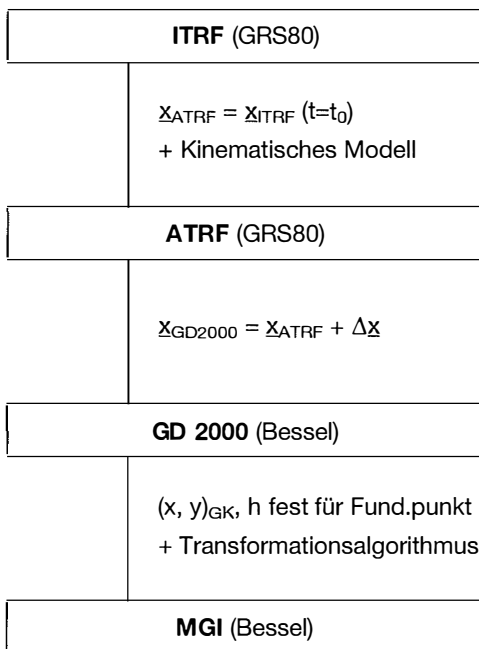 ITRF (GRS80)
x_ATRF = x_ITRF (t=t₀)
+ Kinematisches Modell
ATRF (GRS80)
x_GD2000 = x_ATRF + Δx
GD 2000 (Bessel)
(x, y)_GK, h fest für Fund.punkt
+ Transformationsalgorithmus
MGI (Bessel)